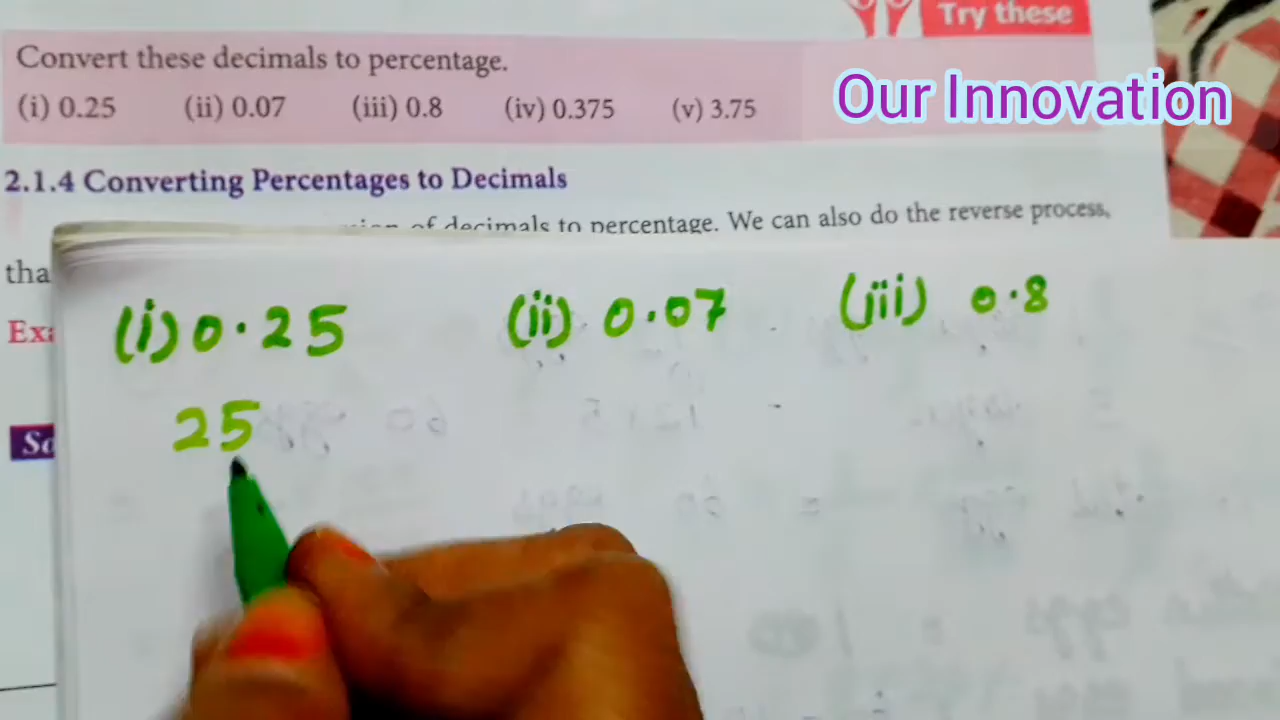 Try these
Convert these decimals to percentage.
(i) 0.25 (ii) 0.07 (iii) 0.8 (iv) 0.375 (v) 3.75
Our Innovation
2.1.4 Converting Percentages to Decimals
of decimals to percentage. We can also do the reverse process,
tha
(i) 0.25 (ii) 0.07 (iii) 0.8
25